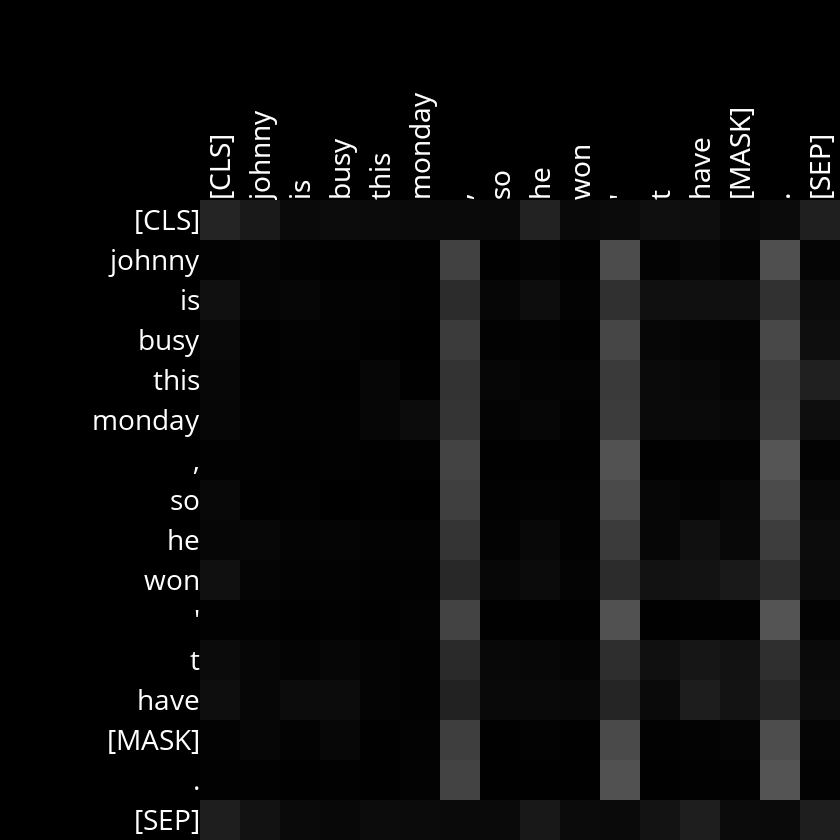 [CLS] johnny is busy this monday , so he won ' t have [MASK] . [SEP]
[CLS]
johnny
is
busy
this
monday
,
so
he
won
'
t
have
[MASK]
.
[SEP]